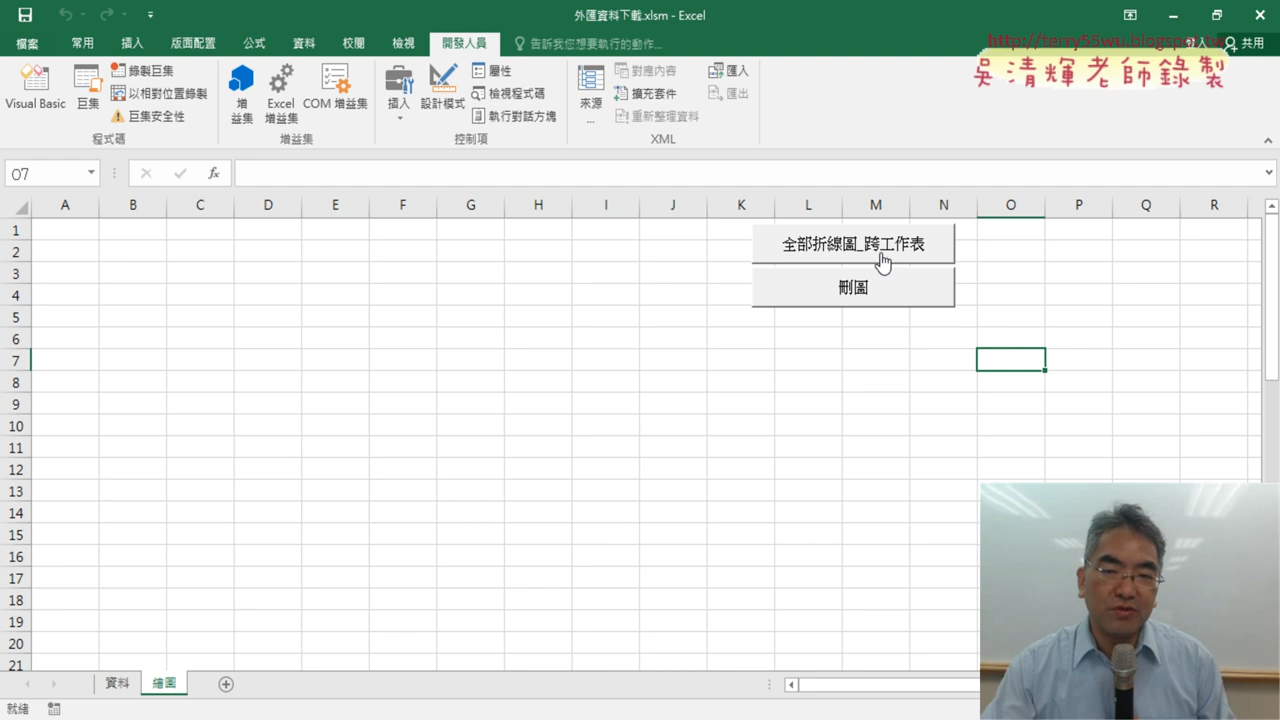 外匯資料下載.xlsm - Excel
檔案 常用 插入 版面配置 公式 資料 校閱 檢視 開發人員 告訴我您想要執行的動作... 共用
http://terry55wu.blogspot.tw
吳清輝老師錄製
Visual Basic
巨集
錄製巨集
以相對位置錄製
巨集安全性
程式碼
增益集
Excel 增益集
COM 增益集
增益集
插入
設計模式
屬性
檢視程式碼
執行對話方塊
控制項
來源...
對應內容
擴充套件
重新整理資料
匯入
匯出
XML
O7 fx
A B C D E F G H I J K L M N O P Q R
1
2
3
4
5
6
7
8
9
10
11
12
13
14
15
16
17
18
19
20
21
全部折線圖_跨工作表
刪圖
資料 繪圖
就緒